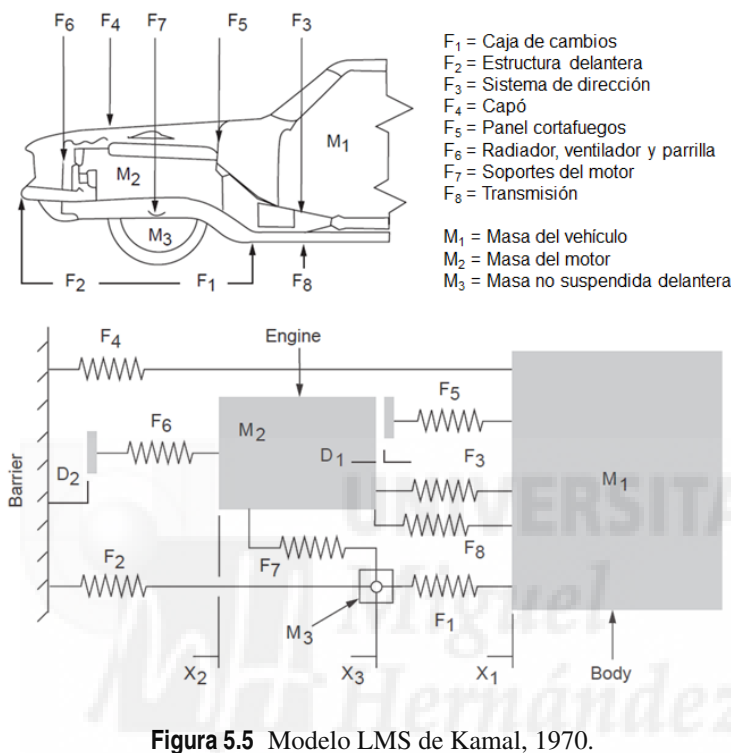 F6 F4 F7 F5 F3
M1
M2
M3
F2 F1 F8
F1 = Caja de cambios
F2 = Estructura delantera
F3 = Sistema de dirección
F4 = Capó
F5 = Panel cortafuegos
F6 = Radiador, ventilador y parrilla
F7 = Soportes del motor
F8 = Transmisión
M1 = Masa del vehículo
M2 = Masa del motor
M3 = Masa no suspendida delantera
Engine
F4
F5
F6
M2
D1
D2
F3
M1
Barrier
F8
F7
F2
F1
M3
X2 X3 X1
Body
UNIVERSITA
Miguel
Hernández
Figura 5.5 Modelo LMS de Kamal, 1970.